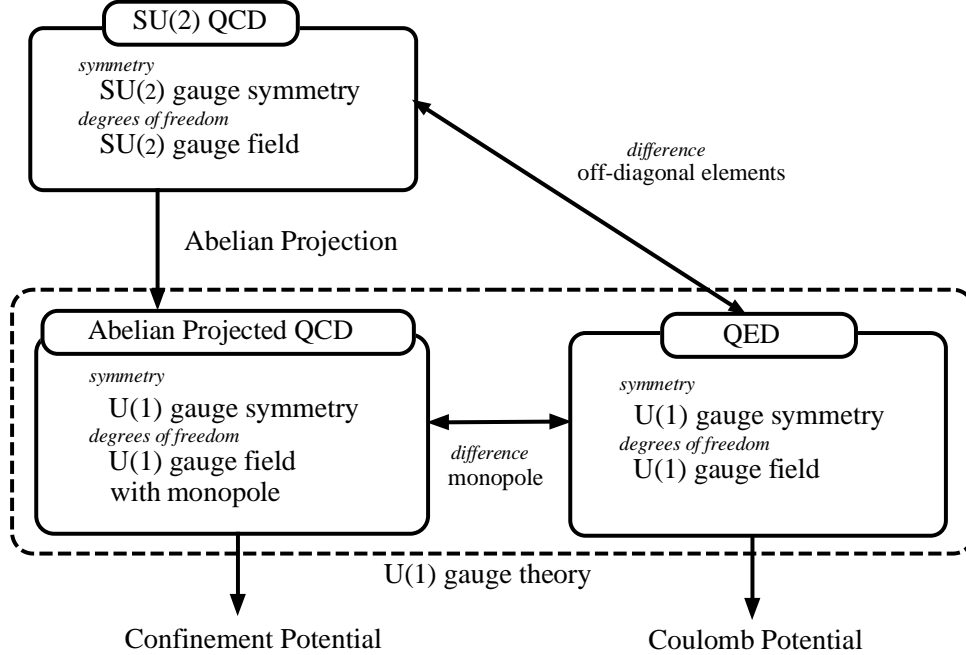 SU(2) QCD
symmetry
SU(2) gauge symmetry
degrees of freedom
SU(2) gauge field
difference
off-diagonal elements
Abelian Projection
Abelian Projected QCD
symmetry
U(1) gauge symmetry
degrees of freedom
U(1) gauge field
with monopole
difference
monopole
QED
symmetry
U(1) gauge symmetry
degrees of freedom
U(1) gauge field
U(1) gauge theory
Confinement Potential
Coulomb Potential